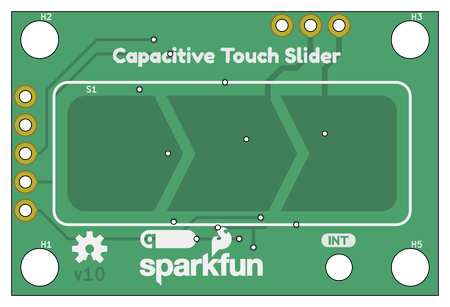 H2
H3
Capacitive Touch Slider
S1
H1
v10
q
sparkfun
INT
H5